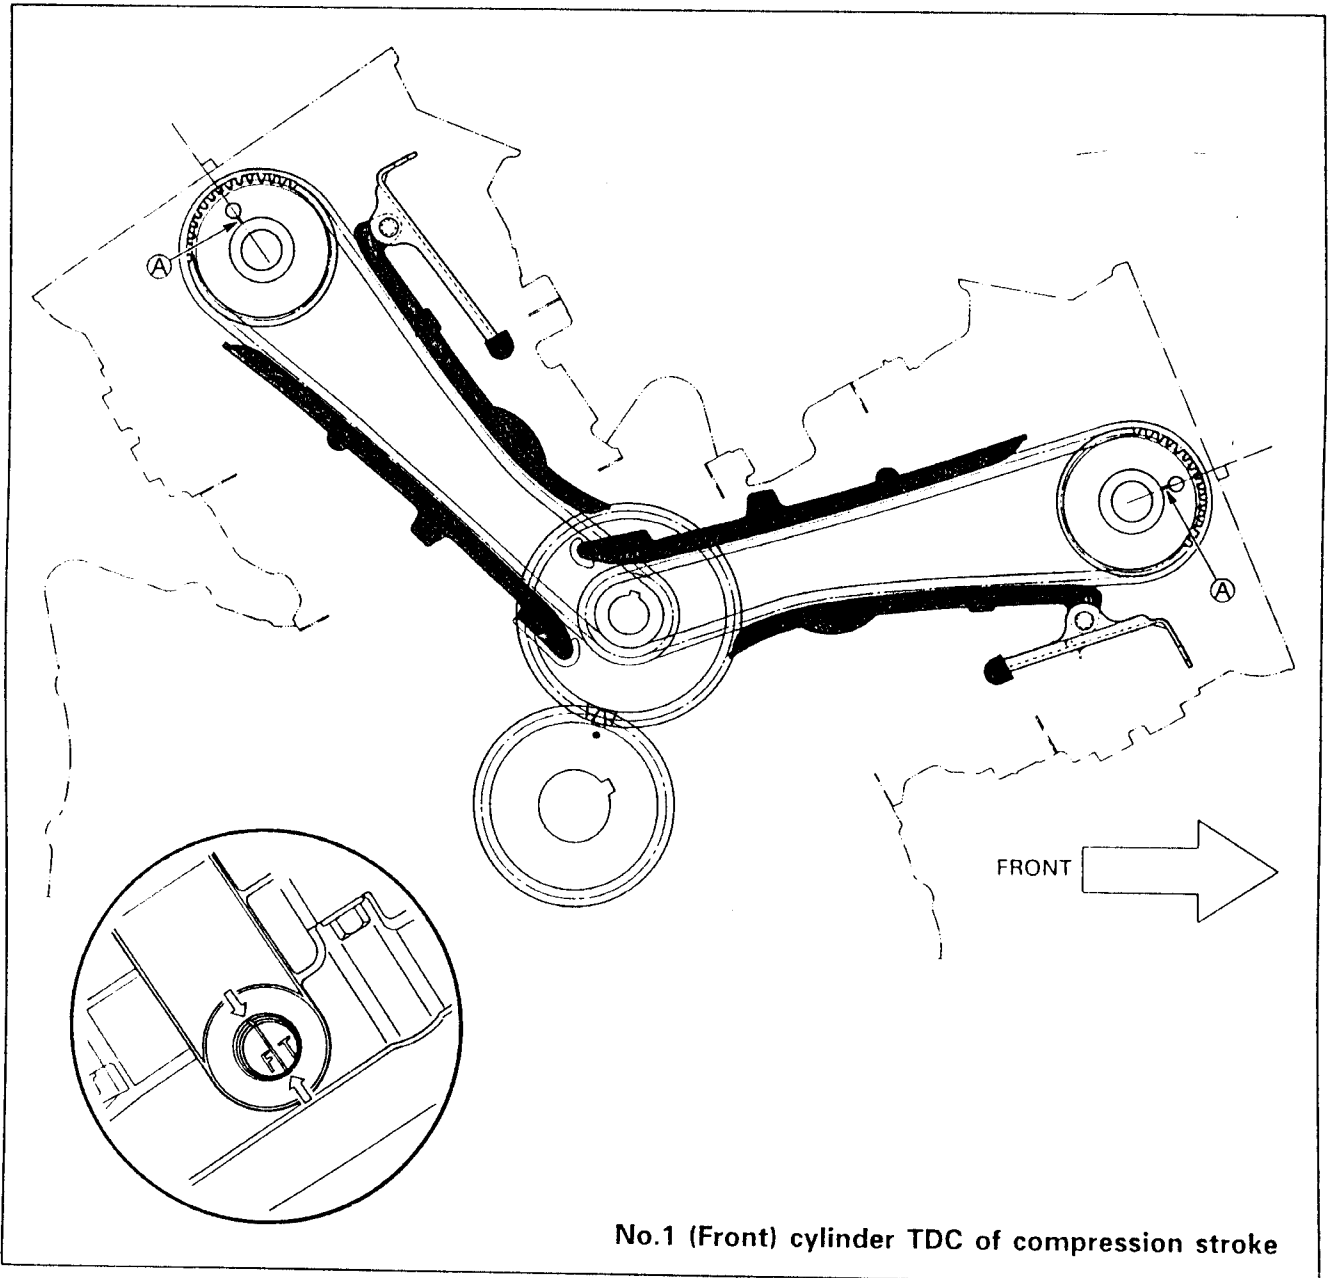 Ⓐ
Ⓐ
FRONT
F T
No.1 (Front) cylinder TDC of compression stroke